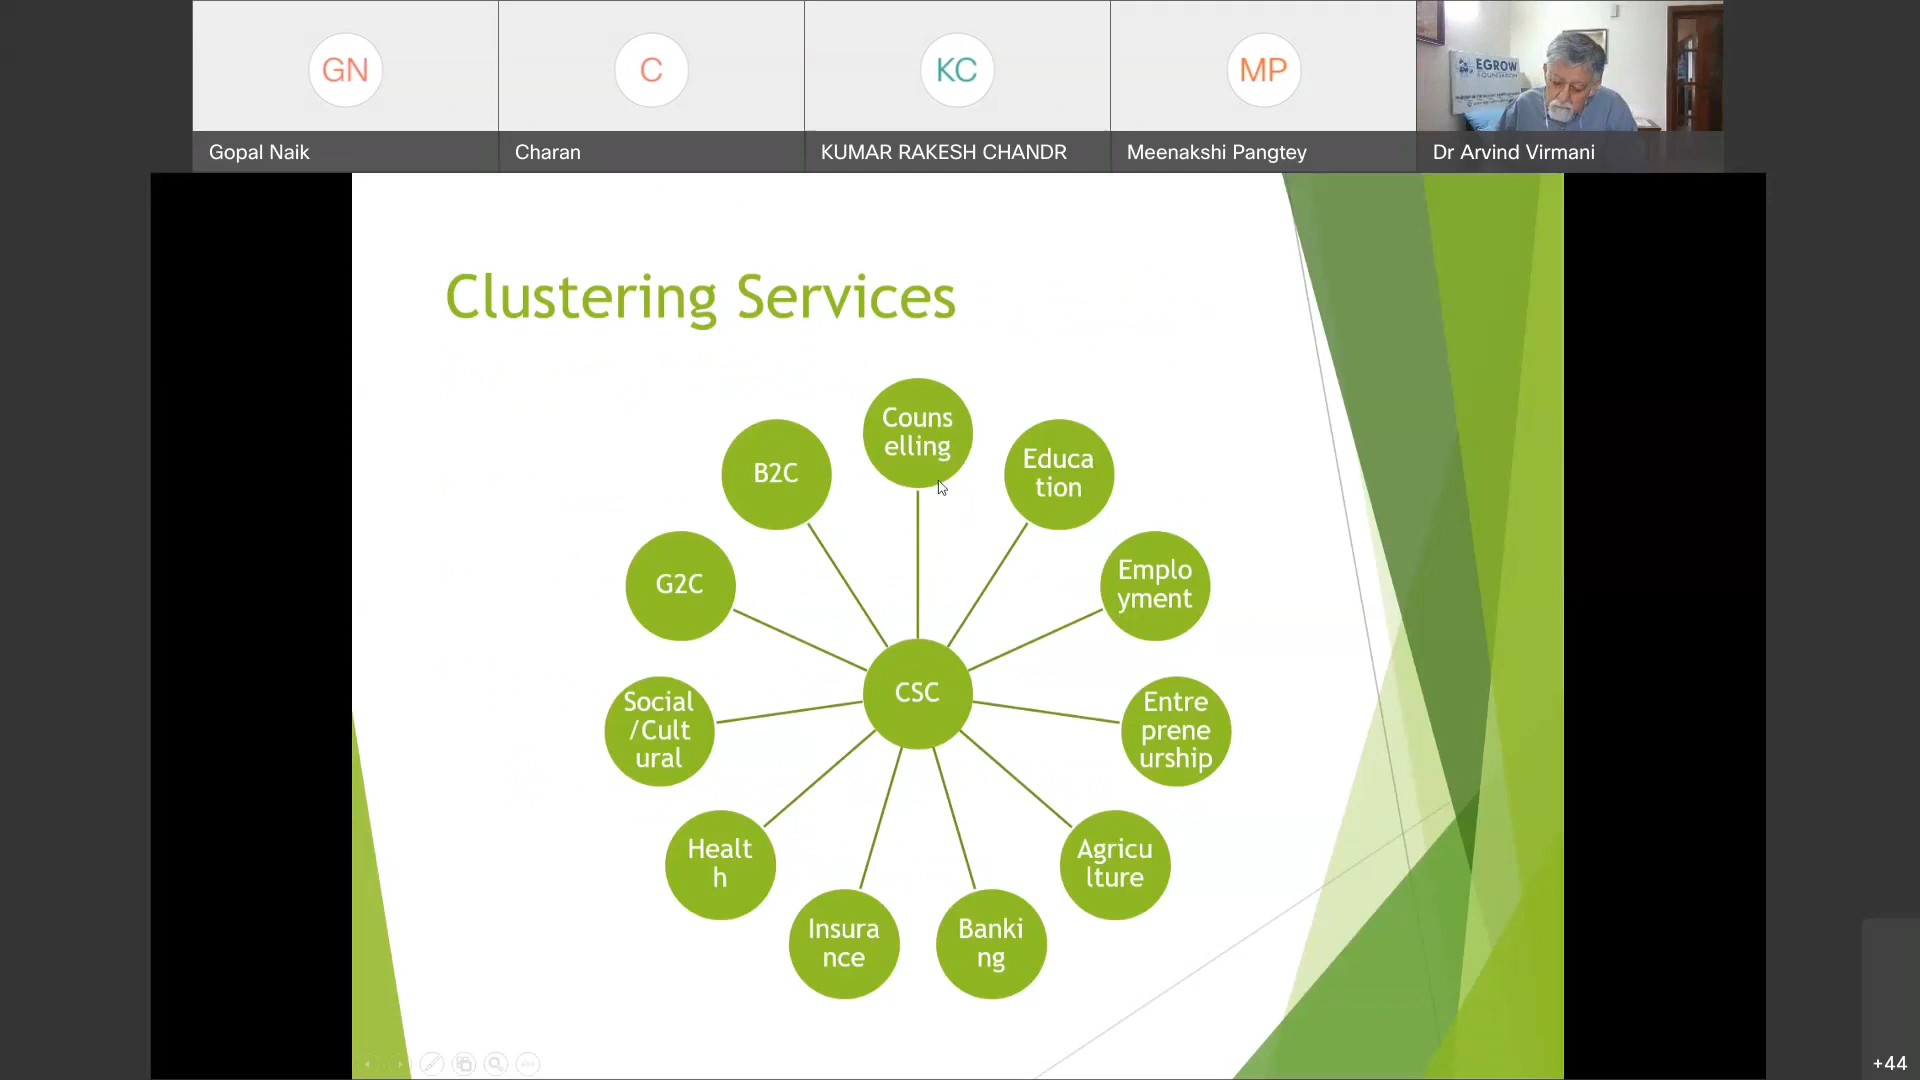 GN
C
KC
MP
EGROW
FOUNDATION
Gopal Naik
Charan
KUMAR RAKESH CHANDR
Meenakshi Pangtey
Dr Arvind Virmani
Clustering Services
Couns
elling
Educa
tion
Emplo
yment
Entre
prene
urship
Agricu
lture
Banki
ng
Insura
nce
Healt
h
Social
/Cult
ural
G2C
B2C
CSC
+44